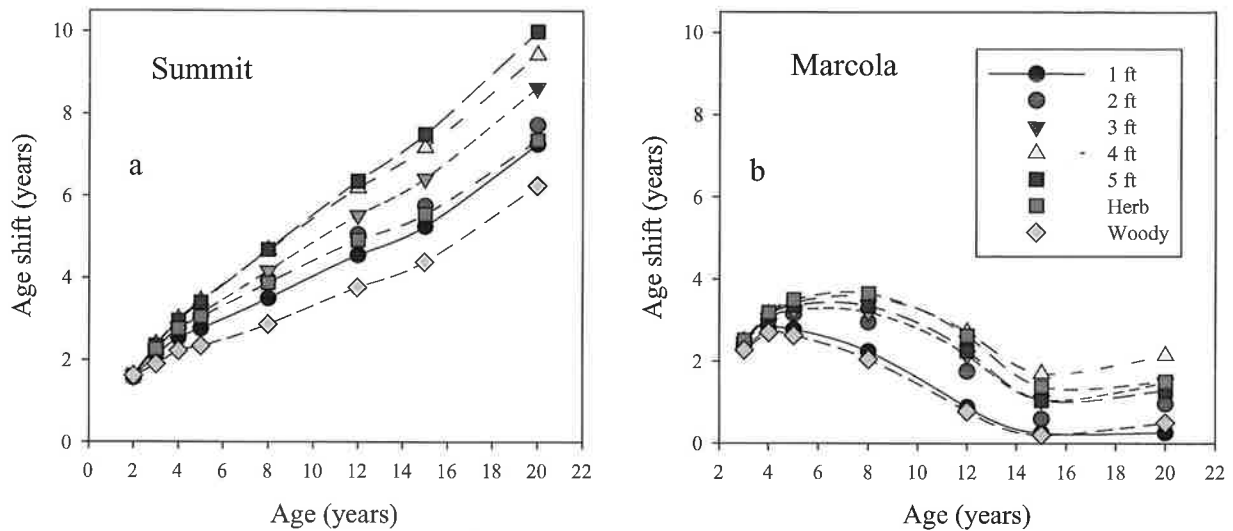 Summit
a
Age shift (years)
10
8
6
4
2
0
0 2 4 6 8 10 12 14 16 18 20 22
Age (years)
Marcola
b
Age shift (years)
10
8
6
4
2
0
2 4 6 8 10 12 14 16 18 20 22
Age (years)
1 ft
2 ft
3 ft
4 ft
5 ft
Herb
Woody